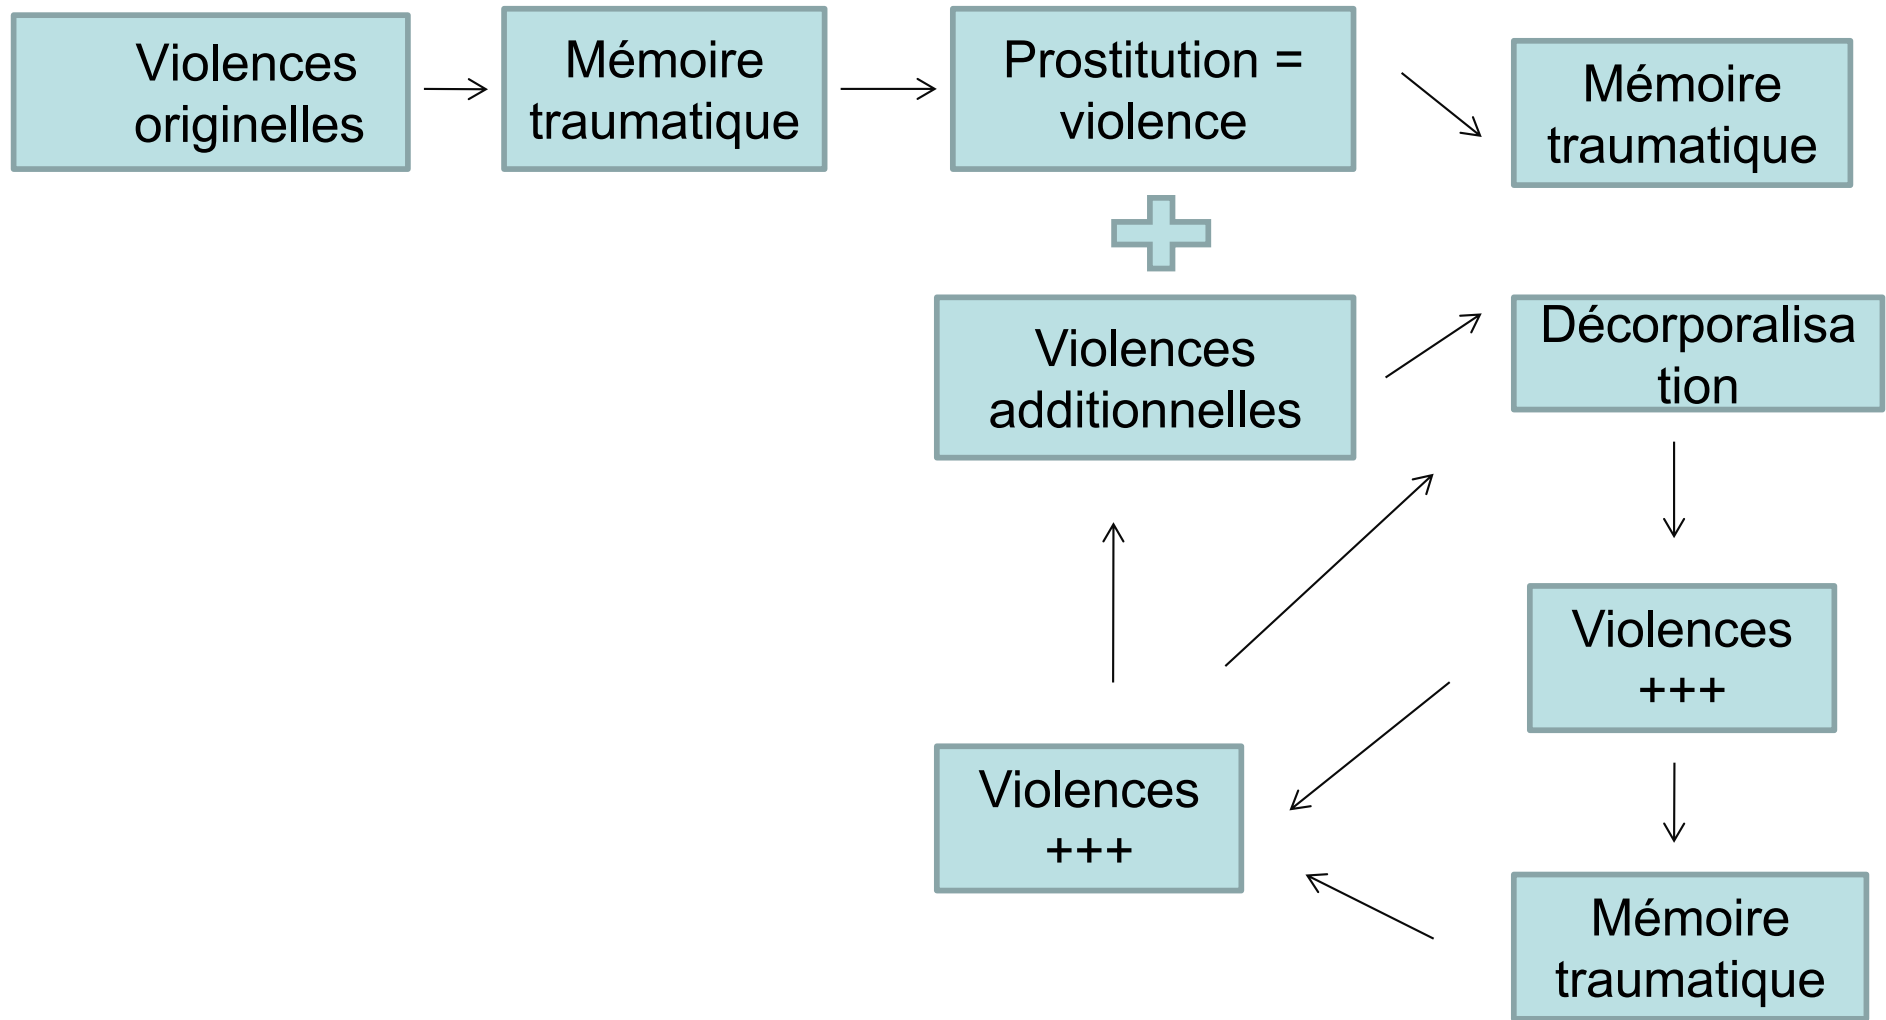 Violences
originelles
Mémoire
traumatique
Prostitution =
violence
Mémoire
traumatique
Violences
additionnelles
Décorporalisa
tion
Violences
+++
Violences
+++
Mémoire
traumatique